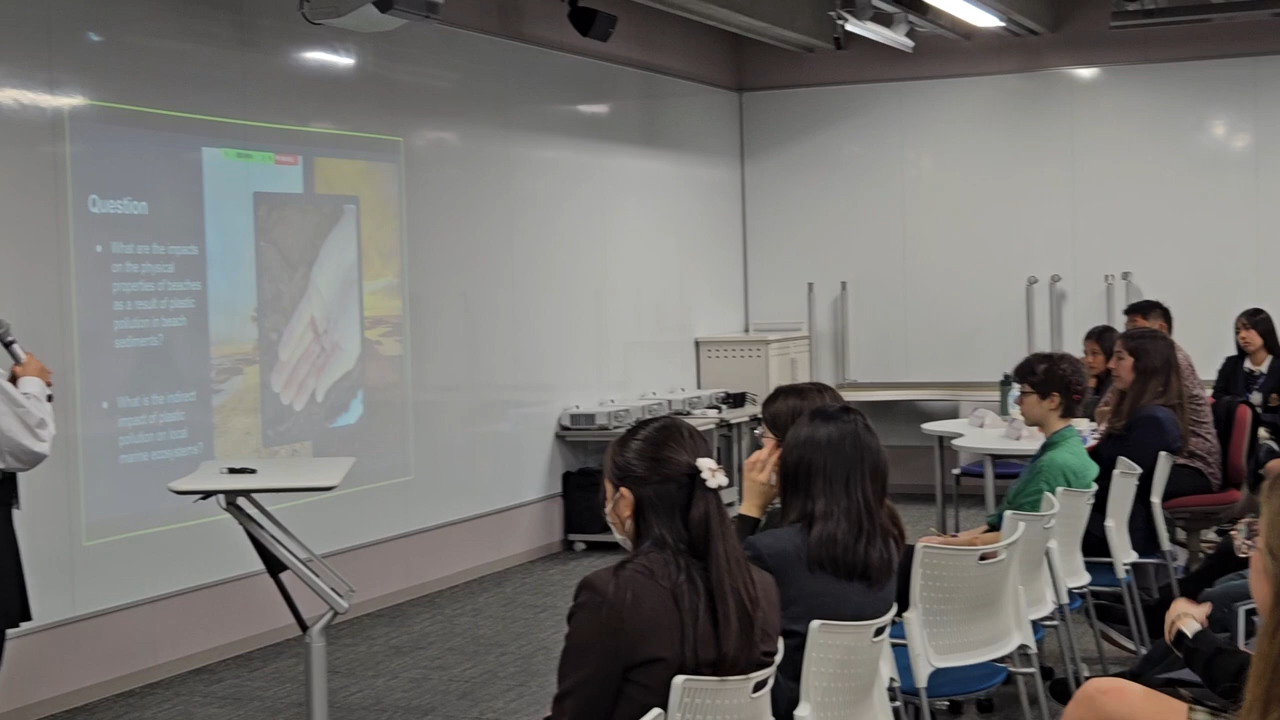 Question
• What are the impacts
on the physical
properties of beaches
as a result of plastic
pollution in beach
sediments?
• What is the indirect
impact of plastic
pollution on local
marine ecosystems?